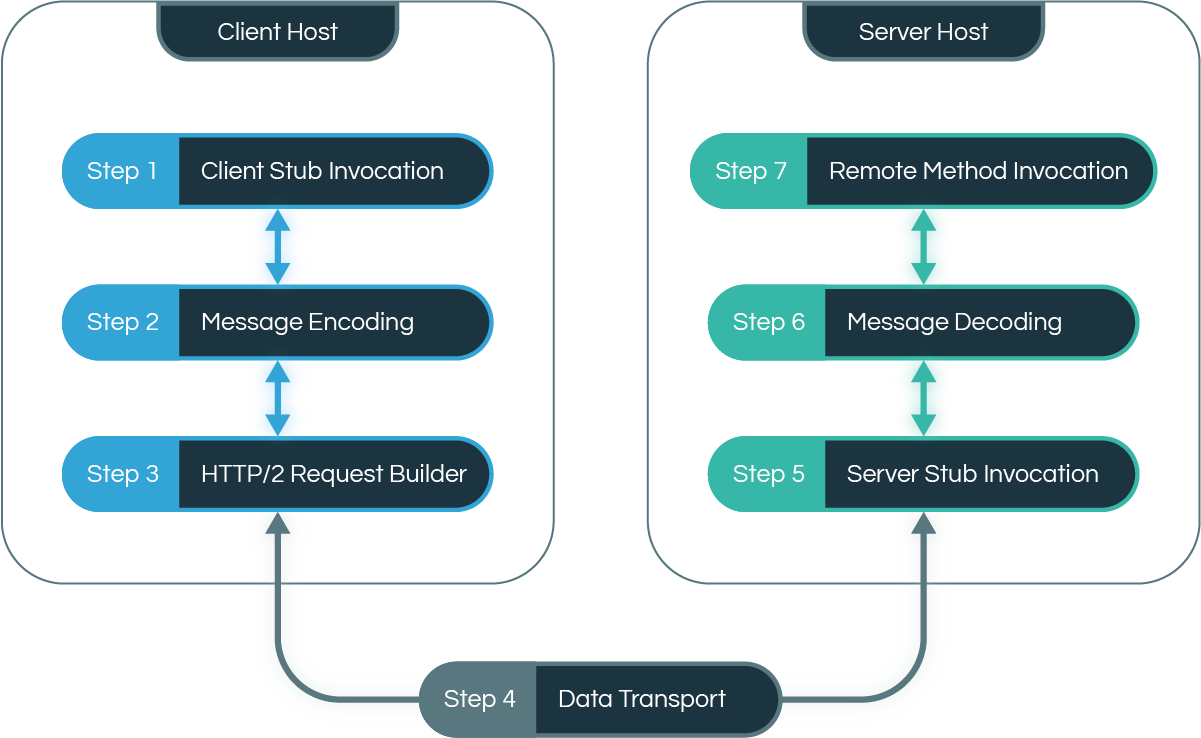 Client Host
Step 1 Client Stub Invocation
Step 2 Message Encoding
Step 3 HTTP/2 Request Builder
Server Host
Step 7 Remote Method Invocation
Step 6 Message Decoding
Step 5 Server Stub Invocation
Step 4 Data Transport